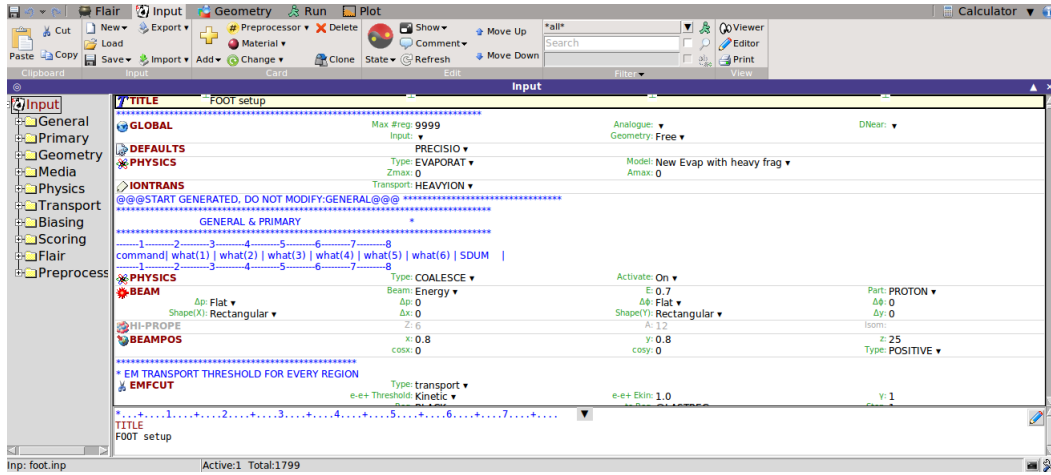 Flair Input Geometry Run Plot Calculator
Cut New Export # Preprocessor Delete Show Move Up *all* Viewer
Load Material Comment Search Editor
Paste Copy Save Import Add Change Clone State Refresh Move Down Print
Clipboard Input Card Edit Filter View
Input
Input
General
Primary
Geometry
Media
Physics
Transport
Biasing
Scoring
Flair
Preprocess
TITLE FOOT setup
******************************************************************************
GLOBAL Max #reg: 9999 Analogue: DNear:
Input: Geometry: Free
DEFAULTS PRECISIO
PHYSICS Type: EVAPORAT Model: New Evap with heavy frag
Zmax: 0 Amax: 0
IONTRANS Transport: HEAVYION
@@@START GENERATED, DO NOT MODIFY:GENERAL@@@ *********************************
********************************************************************************
GENERAL & PRIMARY *
********************************************************************************
-------1---------2---------3---------4---------5---------6---------7---------8
command| what(1) | what(2) | what(3) | what(4) | what(5) | what(6) | SDUM |
-------1---------2---------3---------4---------5---------6---------7---------8
PHYSICS Type: COALESCE Activate: On
BEAM Beam: Energy E: 0.7 Part: PROTON
Δp: Flat Δp: 0 Δϕ: Flat Δϕ: 0
Shape(X): Rectangular Δx: 0 Shape(Y): Rectangular Δy: 0
HI-PROPE Z: 6 A: 12 Isom:
BEAMPOS x: 0.8 y: 0.8 z: 25
cosx: 0 cosy: 0 Type: POSITIVE
***************************************************
* EM TRANSPORT THRESHOLD FOR EVERY REGION
EMFCUT Type: transport
e-e+ Threshold: Kinetic e-e+ Ekin: 1.0 γ: 1
*...+....1....+....2....+....3....+....4....+....5....+....6....+....7....+....
TITLE
FOOT setup
Inp: foot.inp Active:1 Total:1799